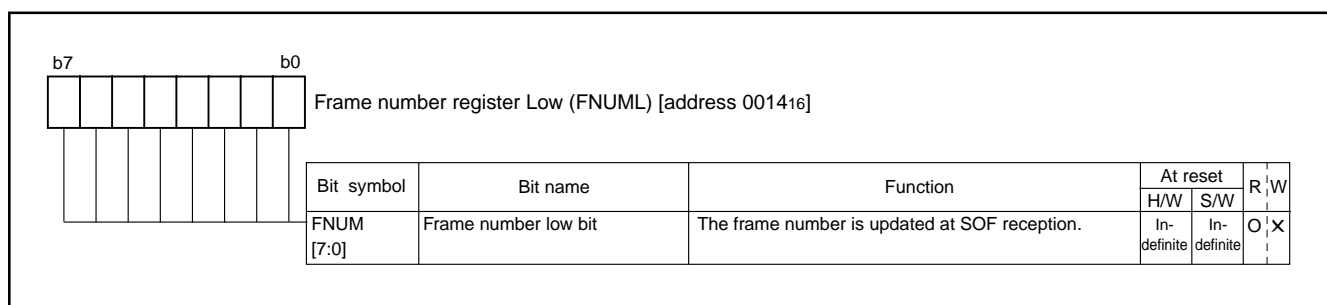 b7 b0
Frame number register Low (FNUML) [address 0014₁₆]
Bit symbol Bit name Function At reset R W
H/W S/W
FNUM Frame number low bit The frame number is updated at SOF reception. In- In- O ✕
[7:0] definite definite